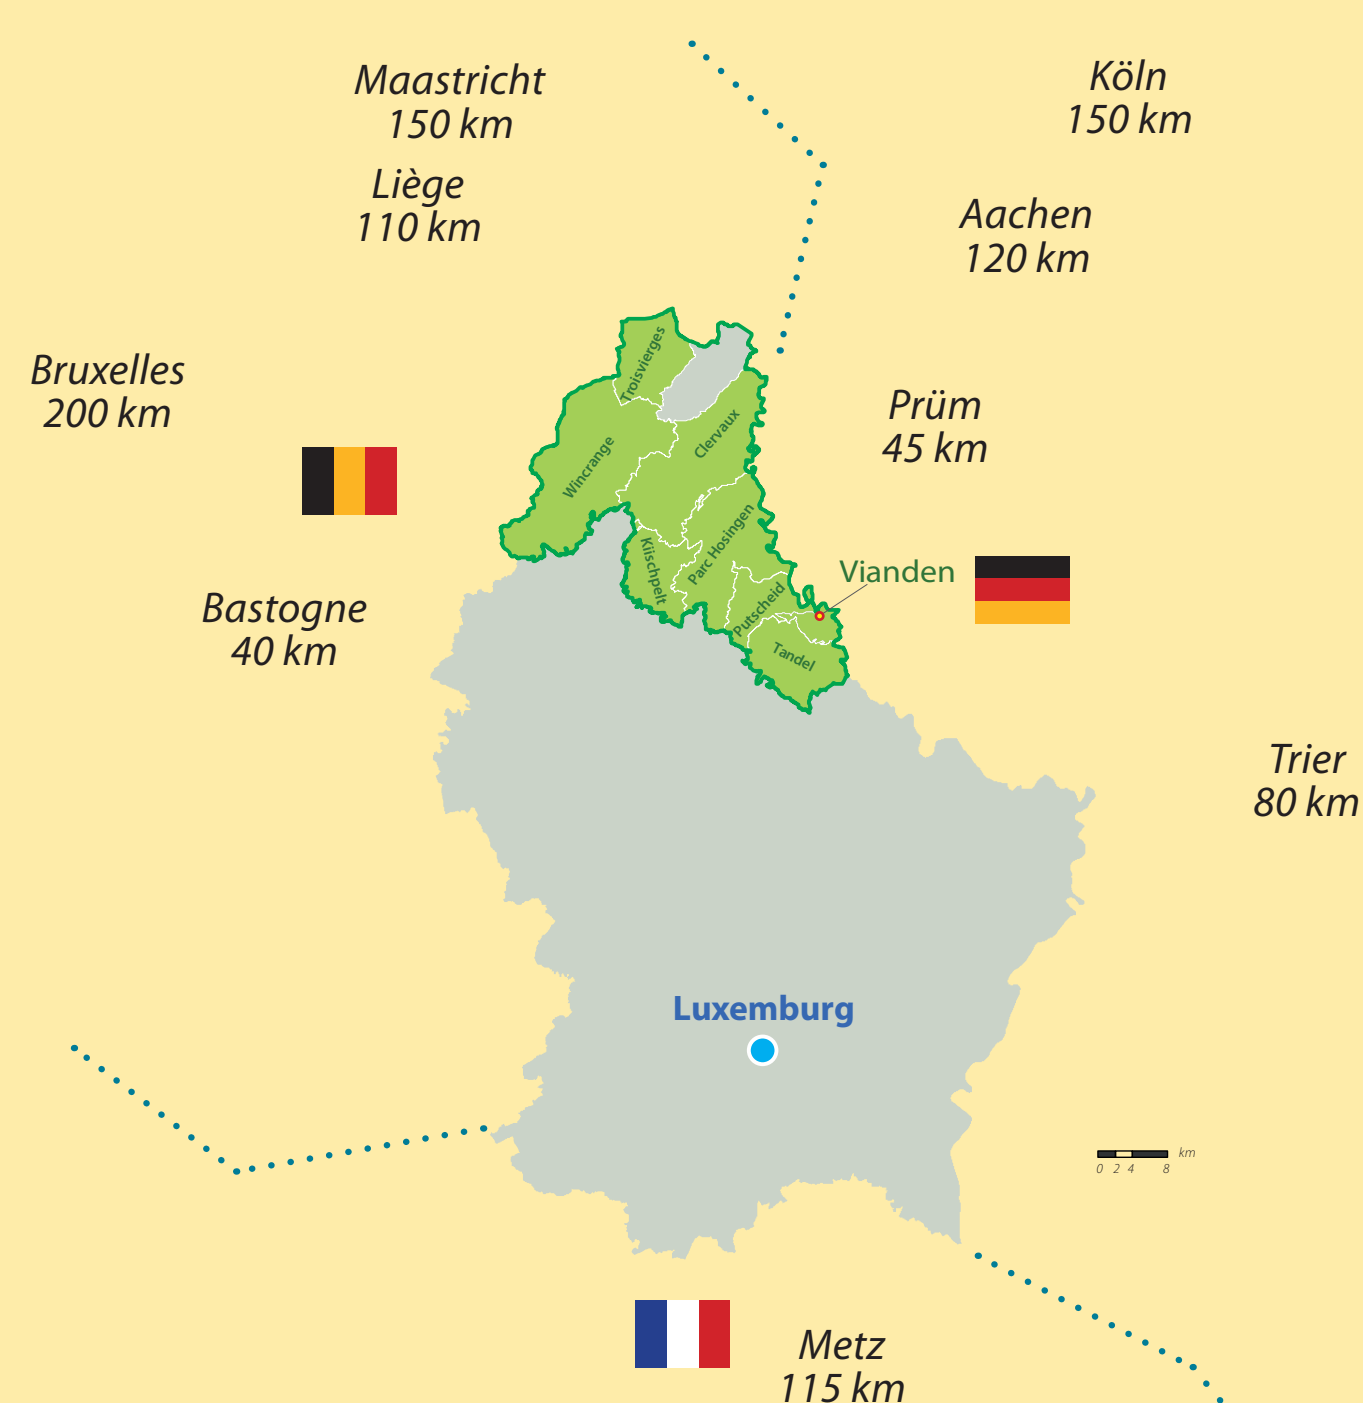 Maastricht
150 km
Köln
150 km
Liège
110 km
Aachen
120 km
Bruxelles
200 km
Troisvierges
Clervaux
Wincrange
Prüm
45 km
Parc Hosingen
Kiischpelt
Vianden
Putscheid
Tandel
Bastogne
40 km
Trier
80 km
Luxemburg
km
0 2 4 8
Metz
115 km